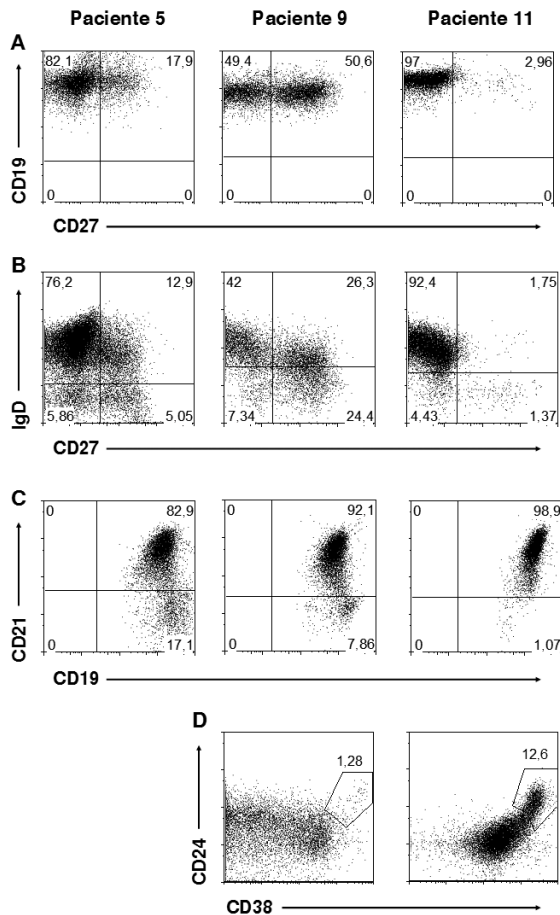 Paciente 5 Paciente 9 Paciente 11
A
82,1 17,9 49,4 50,6 97 2,96
CD19
0 0 0 0 0 0
CD27
B
76,2 12,9 42 26,3 92,4 1,75
IgD
5,86 5,05 7,34 24,4 4,43 1,37
CD27
C
0 82,9 0 92,1 0 98,9
CD21
0 17,1 0 7,86 0 1,07
CD19
D
1,28 12,6
CD24
CD38